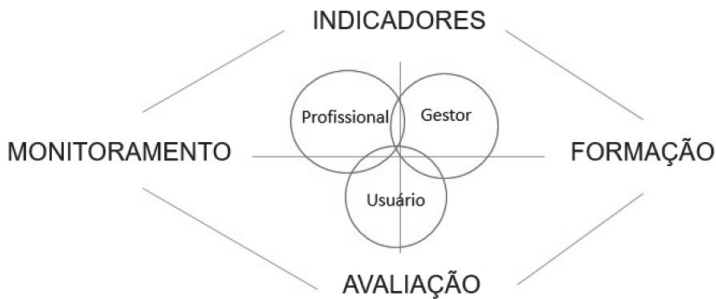 INDICADORES
Profissional
Gestor
MONITORAMENTO
FORMAÇÃO
Usuário
AVALIAÇÃO